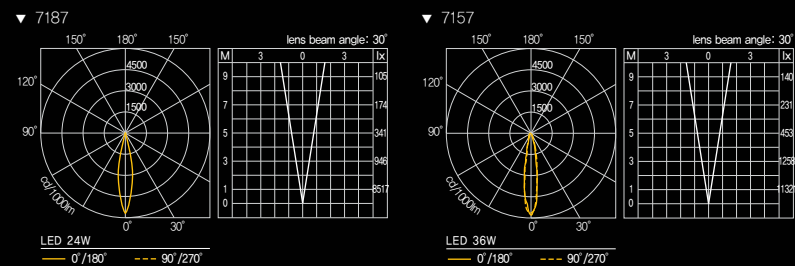 ▼ 7187
150° 180° 150°
lens beam angle: 30°
M 3 0 3 lx
120°
4500
3000
1500
90°
cd/1000lm
0° 30°
9 105
7 174
5 341
3 946
1 8517
0
LED 24W
0°/180° 90°/270°
▼ 7157
150° 180° 150°
lens beam angle: 30°
M 3 0 3 lx
120°
4500
3000
1500
90°
cd/1000lm
0° 30°
9 140
7 231
5 453
3 1258
1 11321
0
LED 36W
0°/180° 90°/270°